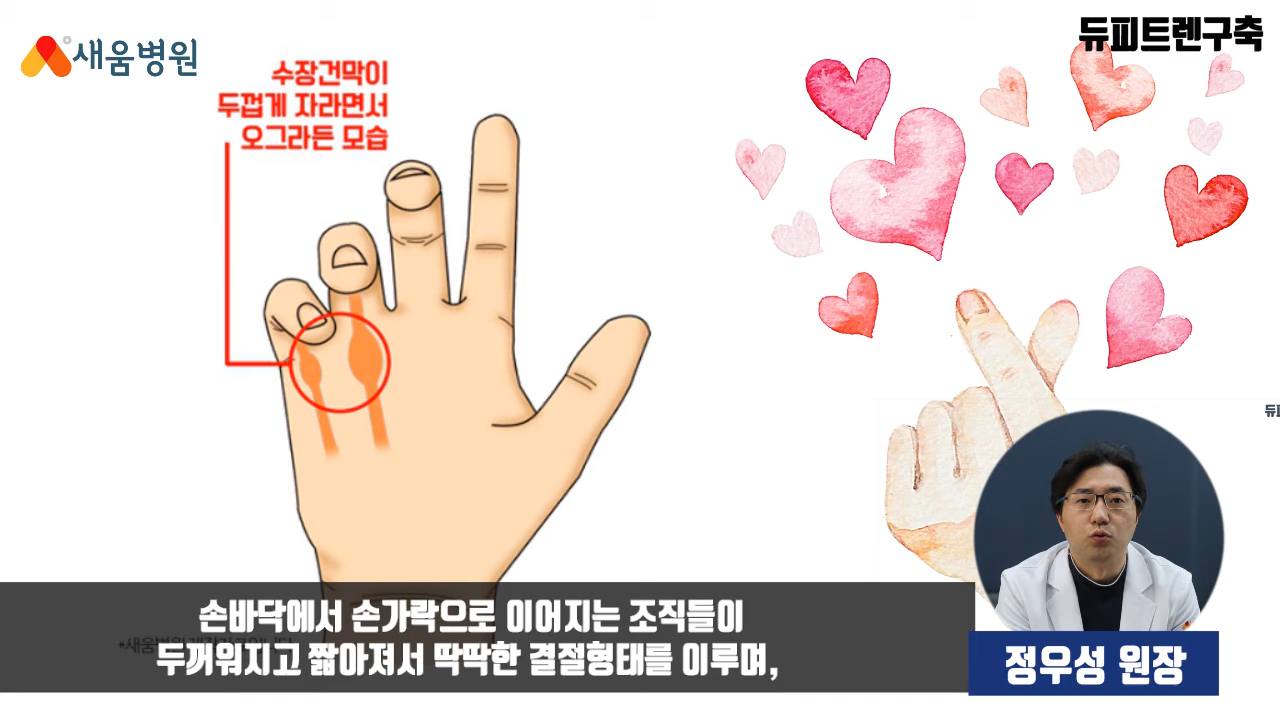 새움병원
듀피트렌구축
수장건막이
두껍게 자라면서
오그라든 모습
듀피
손바닥에서 손가락으로 이어지는 조직들이
두꺼워지고 짧아져서 딱딱한 결절형태를 이루며,
정우성 원장